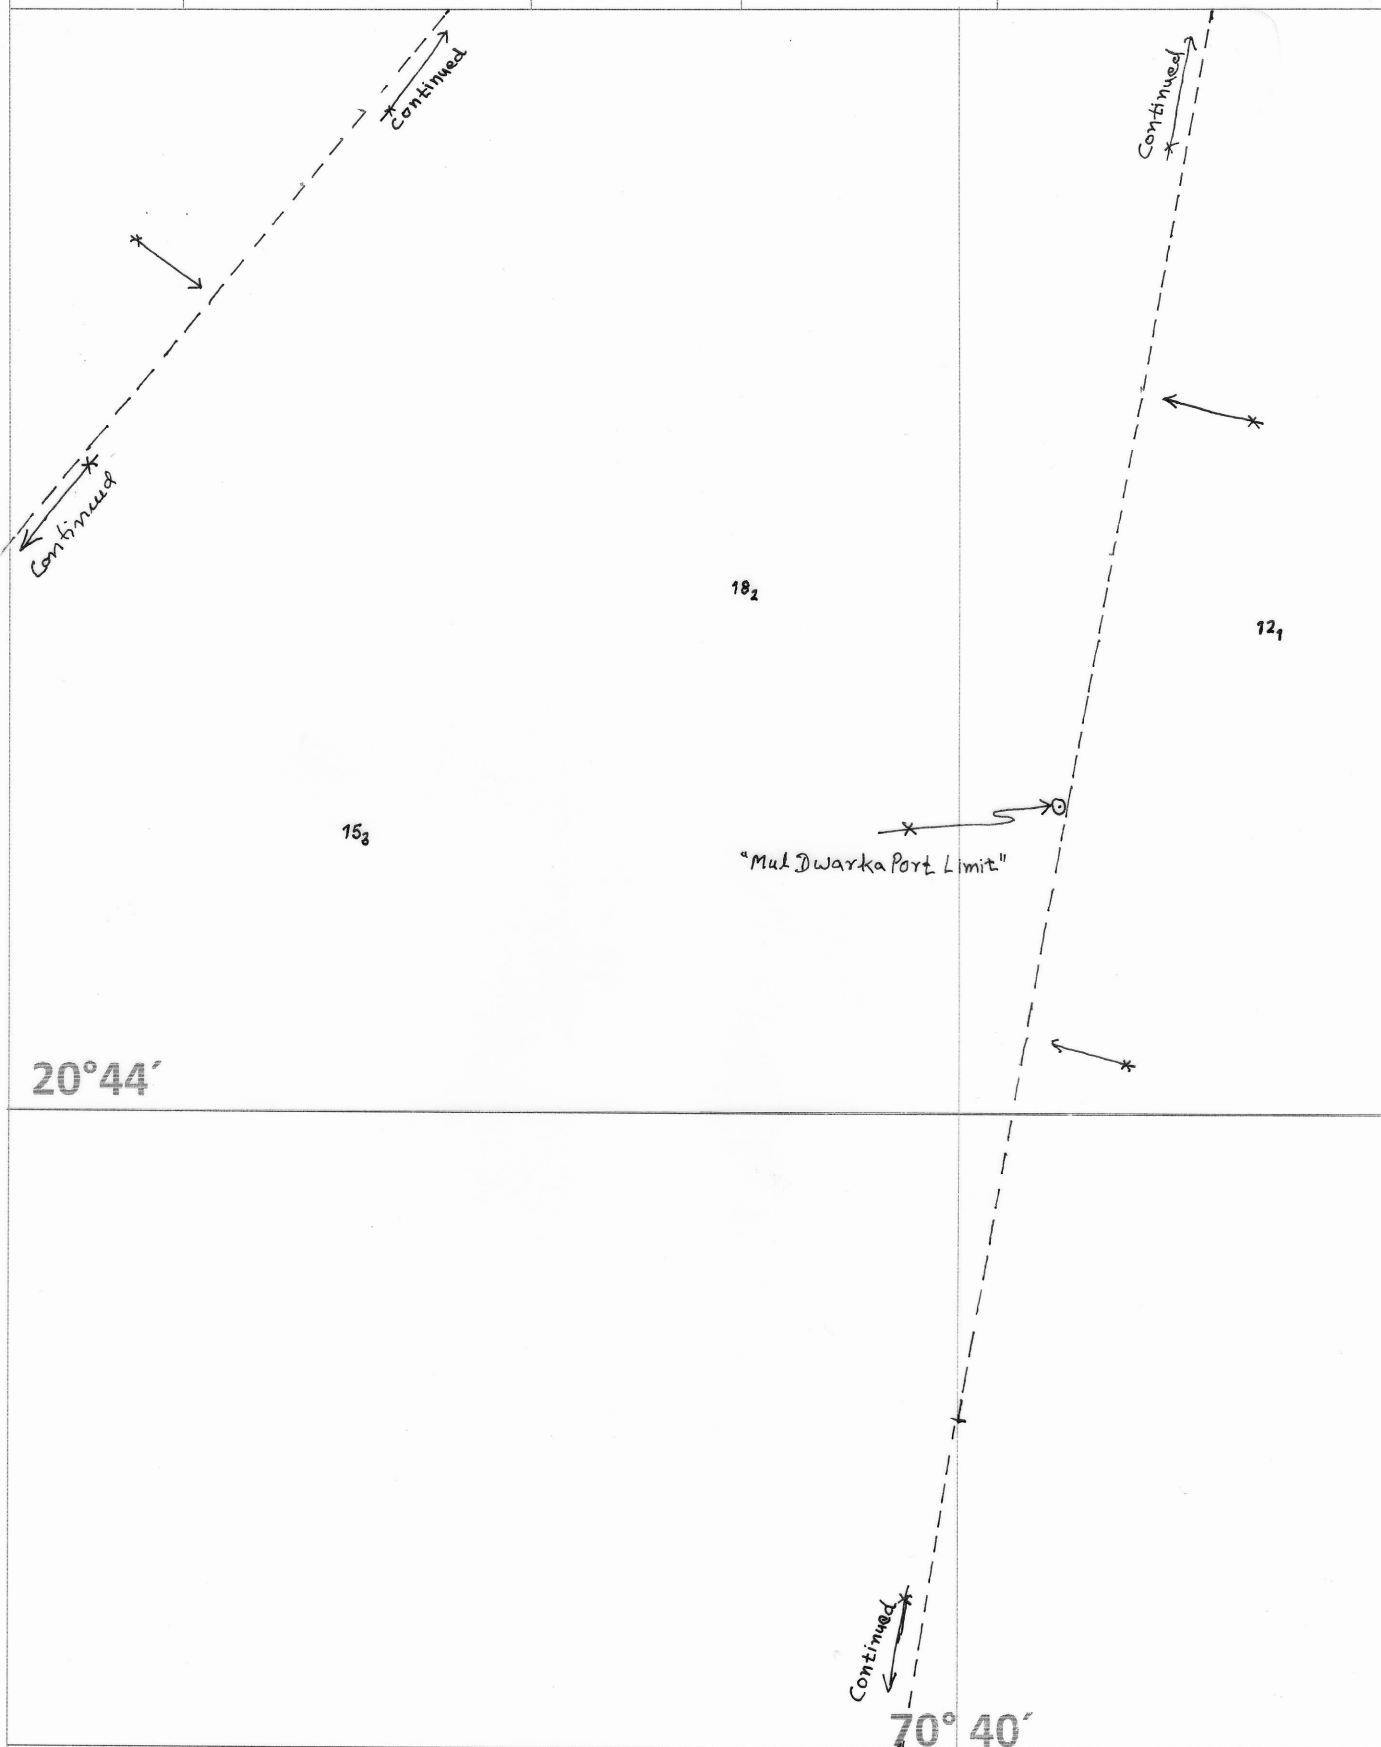 Continued
Continued
Continued
18₂
12₁
15₃
"Mul Dwarka Port Limit"
20°44′
Continued
70° 40′